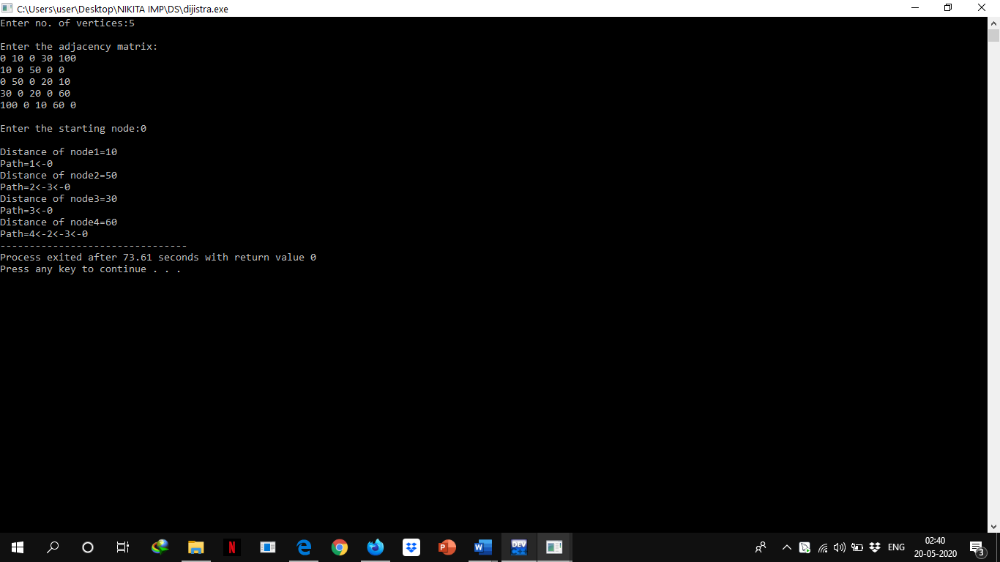 C:\Users\user\Desktop\NIKITA IMP\DS\dijistra.exe
Enter no. of vertices:5
Enter the adjacency matrix:
0 10 0 30 100
10 0 50 0 0
0 50 0 20 10
30 0 20 0 60
100 0 10 60 0
Enter the starting node:0
Distance of node1=10
Path=1<-0
Distance of node2=50
Path=2<-3<-0
Distance of node3=30
Path=3<-0
Distance of node4=60
Path=4<-2<-3<-0
--------------------------------
Process exited after 73.61 seconds with return value 0
Press any key to continue . . .
N
e
P
W
DEV
C++
ENG
02:40
20-05-2020
3